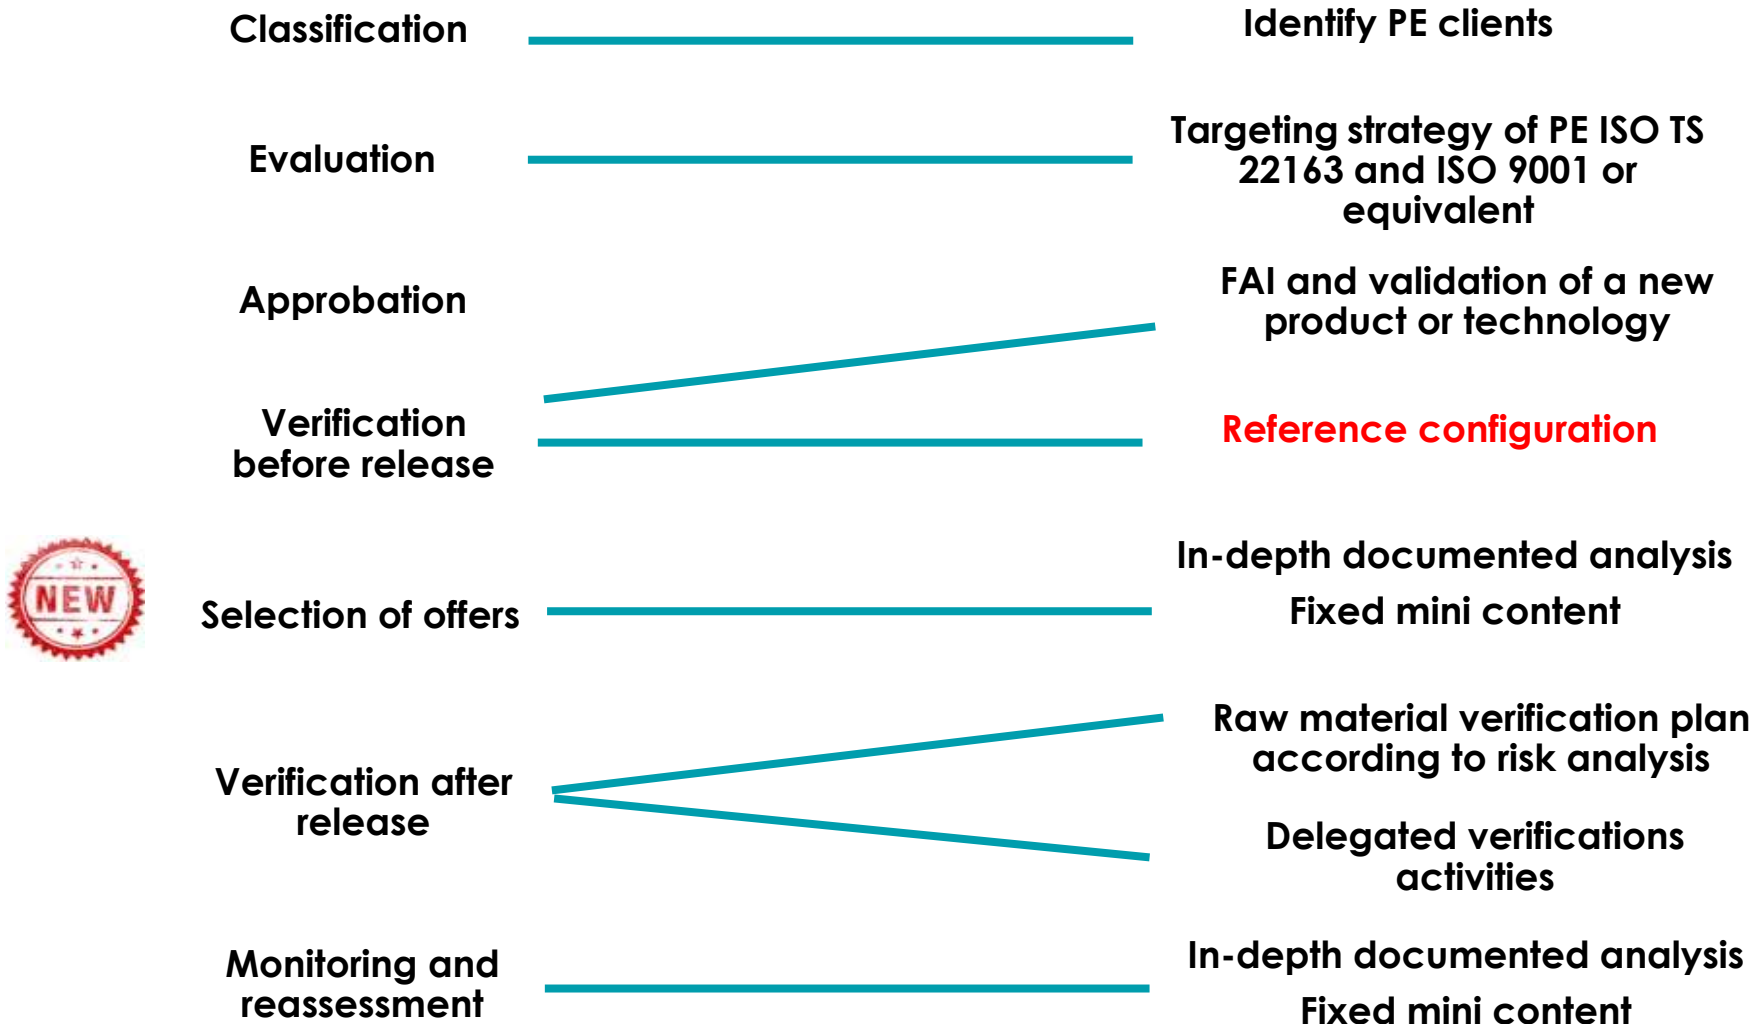 Classification
Identify PE clients
Evaluation
Targeting strategy of PE ISO TS
22163 and ISO 9001 or
equivalent
Approbation
FAI and validation of a new
product or technology
Verification
before release
Reference configuration
NEW
Selection of offers
In-depth documented analysis
Fixed mini content
Verification after
release
Raw material verification plan
according to risk analysis
Delegated verifications
activities
Monitoring and
reassessment
In-depth documented analysis
Fixed mini content